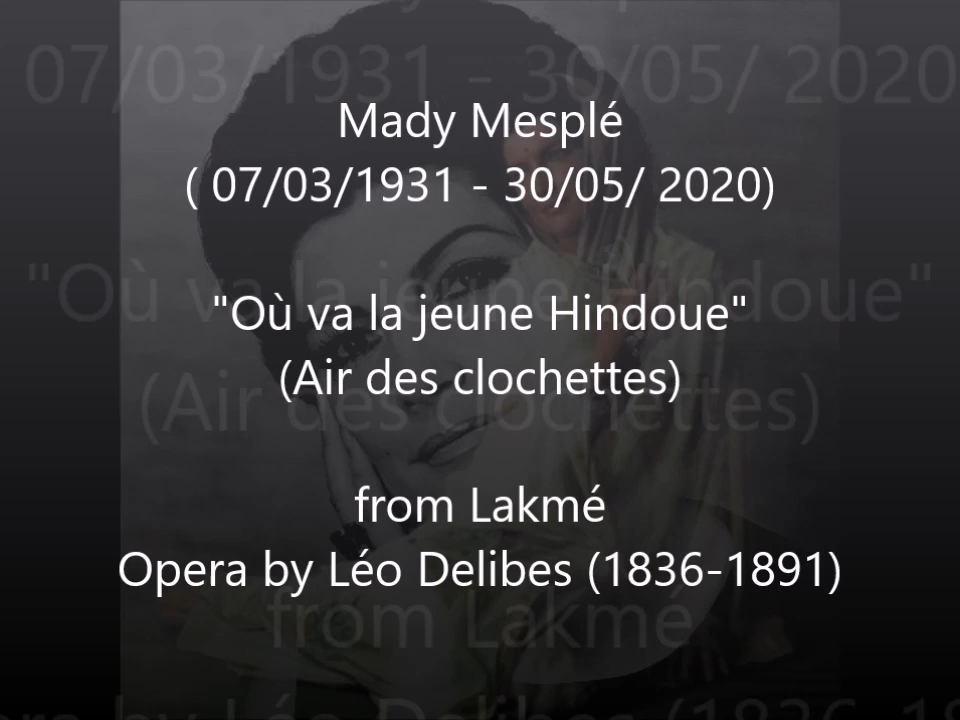 Mady Mesplé
( 07/03/1931 - 30/05/ 2020)
"Où va la jeune Hindoue"
(Air des clochettes)
from Lakmé
Opera by Léo Delibes (1836-1891)